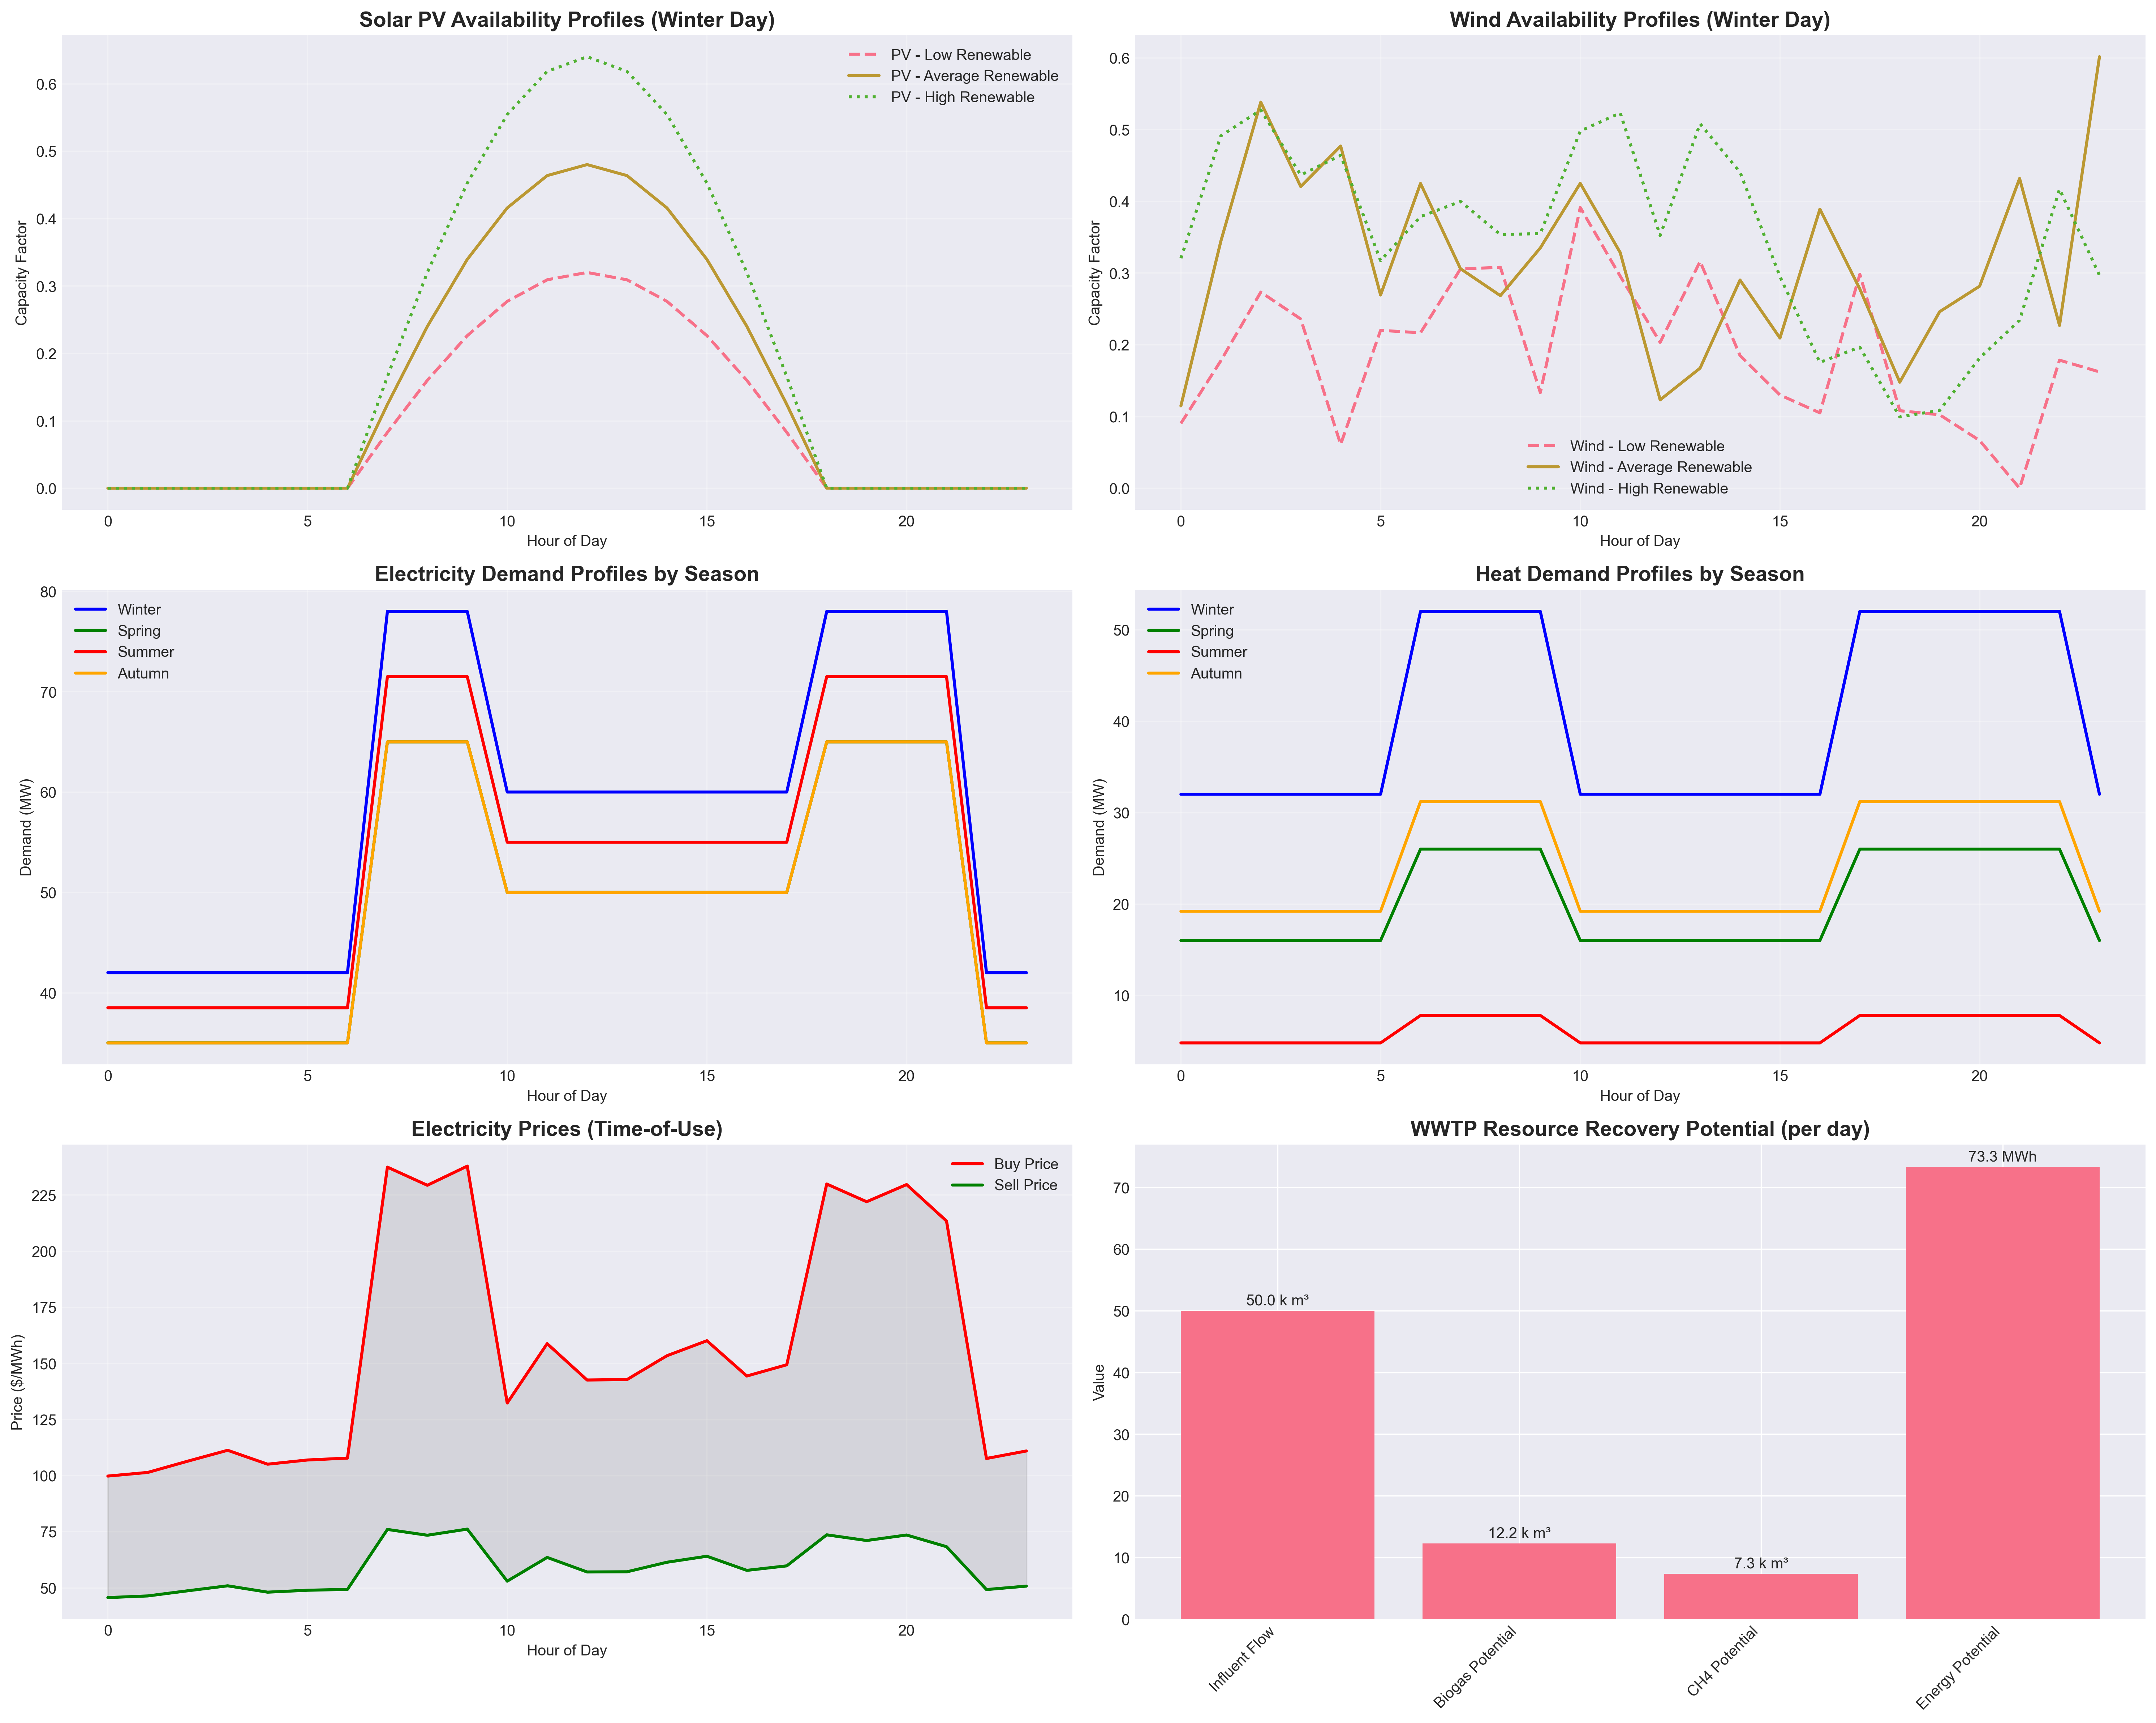 Solar PV Availability Profiles (Winter Day)
PV - Low Renewable
PV - Average Renewable
PV - High Renewable
Capacity Factor
0.6
0.5
0.4
0.3
0.2
0.1
0.0
0 5 10 15 20
Hour of Day
Wind Availability Profiles (Winter Day)
Capacity Factor
0.6
0.5
0.4
0.3
0.2
0.1
0.0
Wind - Low Renewable
Wind - Average Renewable
Wind - High Renewable
0 5 10 15 20
Hour of Day
Electricity Demand Profiles by Season
Winter
Spring
Summer
Autumn
Demand (MW)
80
70
60
50
40
0 5 10 15 20
Hour of Day
Heat Demand Profiles by Season
Winter
Spring
Summer
Autumn
Demand (MW)
50
40
30
20
10
0 5 10 15 20
Hour of Day
Electricity Prices (Time-of-Use)
Buy Price
Sell Price
Price ($/MWh)
225
200
175
150
125
100
75
50
0 5 10 15 20
Hour of Day
WWTP Resource Recovery Potential (per day)
Value
70
60
50
40
30
20
10
0
50.0 k m³
12.2 k m³
7.3 k m³
73.3 MWh
Influent Flow
Biogas Potential
CH4 Potential
Energy Potential